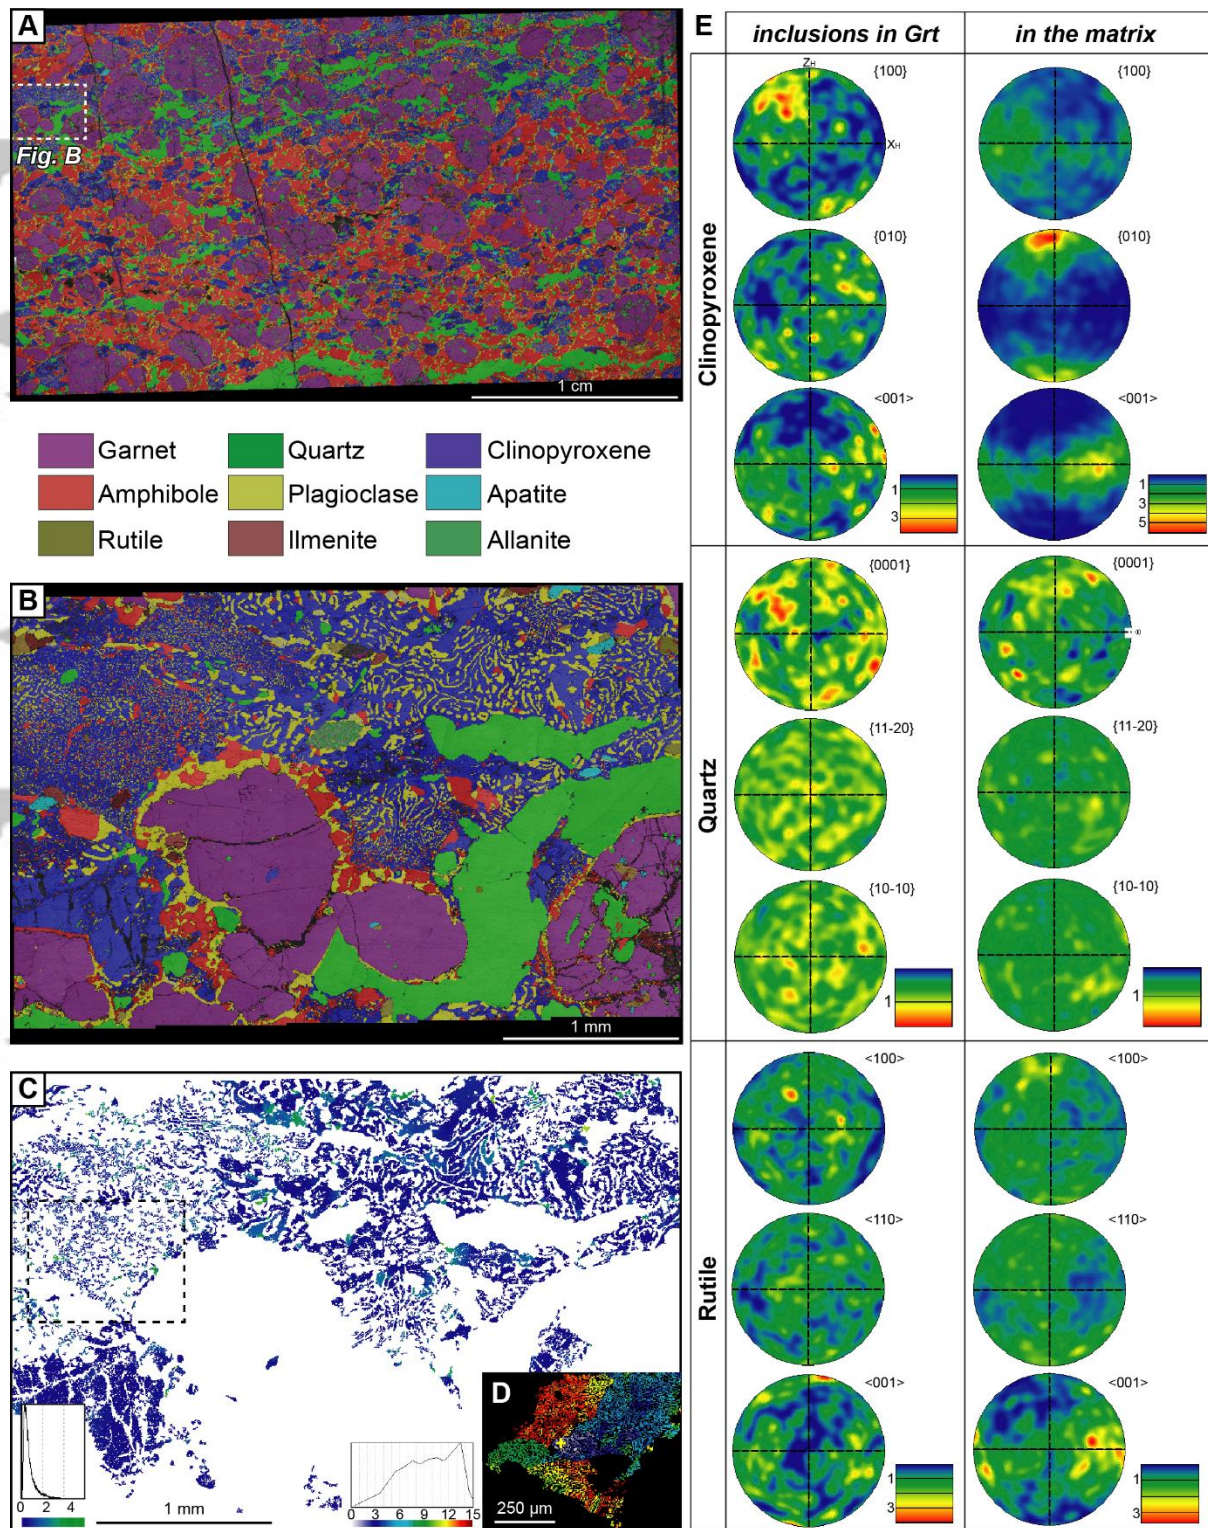 A
Fig. B
1 cm
Garnet
Quartz
Clinopyroxene
Amphibole
Plagioclase
Apatite
Rutile
Ilmenite
Allanite
B
1 mm
C
0 2 4
1 mm
0 3 6 9 12 15
D
250 µm
E
inclusions in Grt
in the matrix
Clinopyroxene
ZH
XH
{100}
{100}
{010}
{010}
<001>
<001>
1
3
1
3
5
Quartz
{0001}
{0001}
{11-20}
{11-20}
{10-10}
{10-10}
1
1
Rutile
<100>
<100>
<110>
<110>
<001>
<001>
1
3
1
3